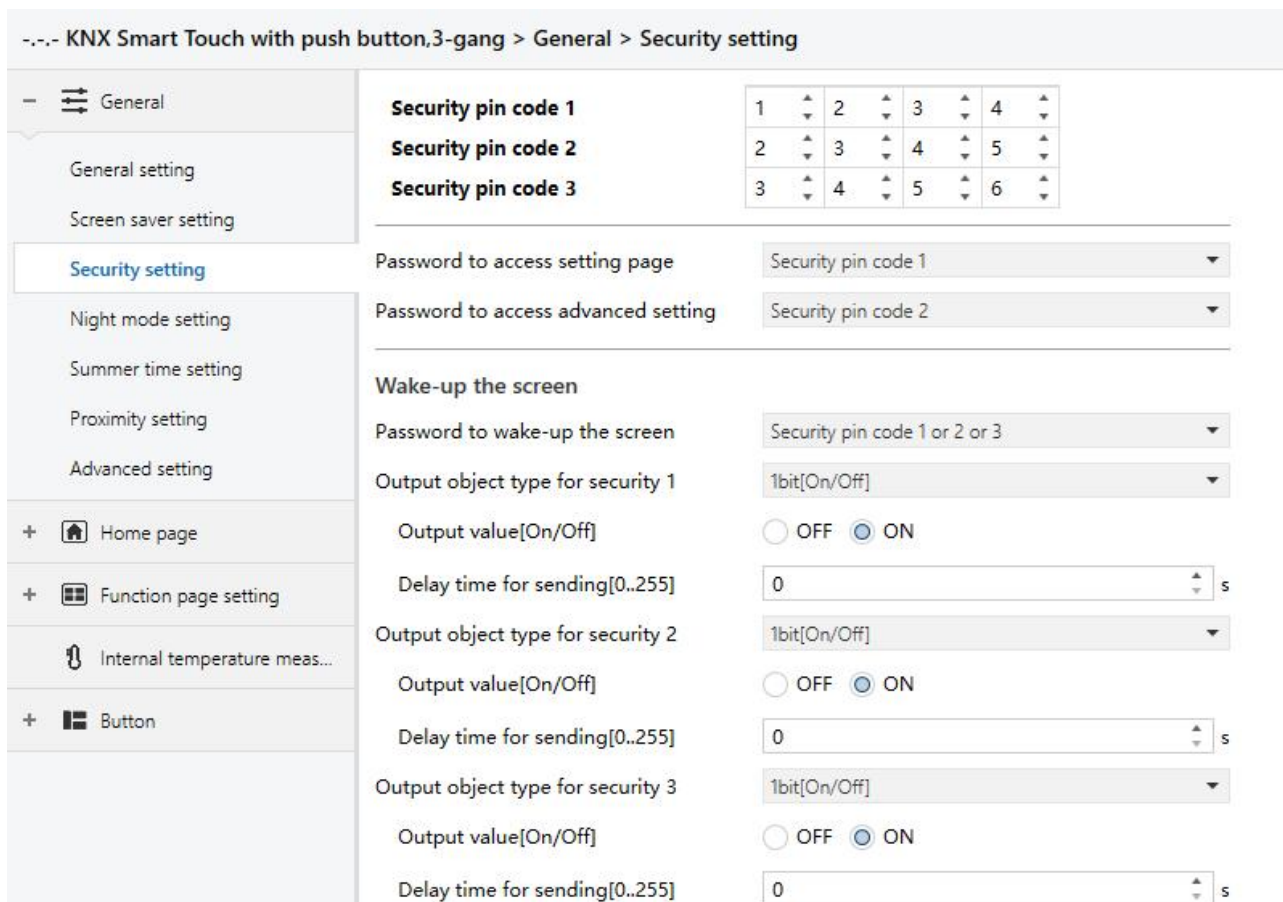 -.-.- KNX Smart Touch with push button,3-gang > General > Security setting
General
General setting
Screen saver setting
Security setting
Night mode setting
Summer time setting
Proximity setting
Advanced setting
Home page
Function page setting
Internal temperature meas...
Button
Security pin code 1 1 2 3 4
Security pin code 2 2 3 4 5
Security pin code 3 3 4 5 6
Password to access setting page Security pin code 1
Password to access advanced setting Security pin code 2
Wake-up the screen
Password to wake-up the screen Security pin code 1 or 2 or 3
Output object type for security 1 1bit[On/Off]
Output value[On/Off] OFF ON
Delay time for sending[0..255] 0 s
Output object type for security 2 1bit[On/Off]
Output value[On/Off] OFF ON
Delay time for sending[0..255] 0 s
Output object type for security 3 1bit[On/Off]
Output value[On/Off] OFF ON
Delay time for sending[0..255] 0 s